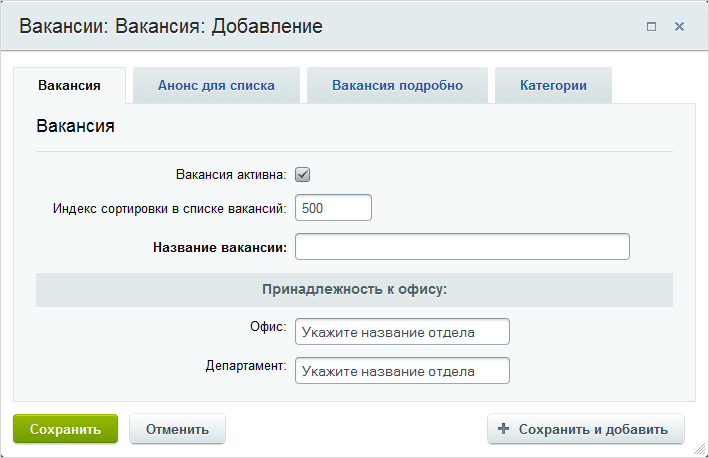 Вакансии: Вакансия: Добавление
Вакансия Анонс для списка Вакансия подробно Категории
Вакансия
Вакансия активна:
Индекс сортировки в списке вакансий: 500
Название вакансии:
Принадлежность к офису:
Офис: Укажите название отдела
Департамент: Укажите название отдела
Сохранить Отменить + Сохранить и добавить